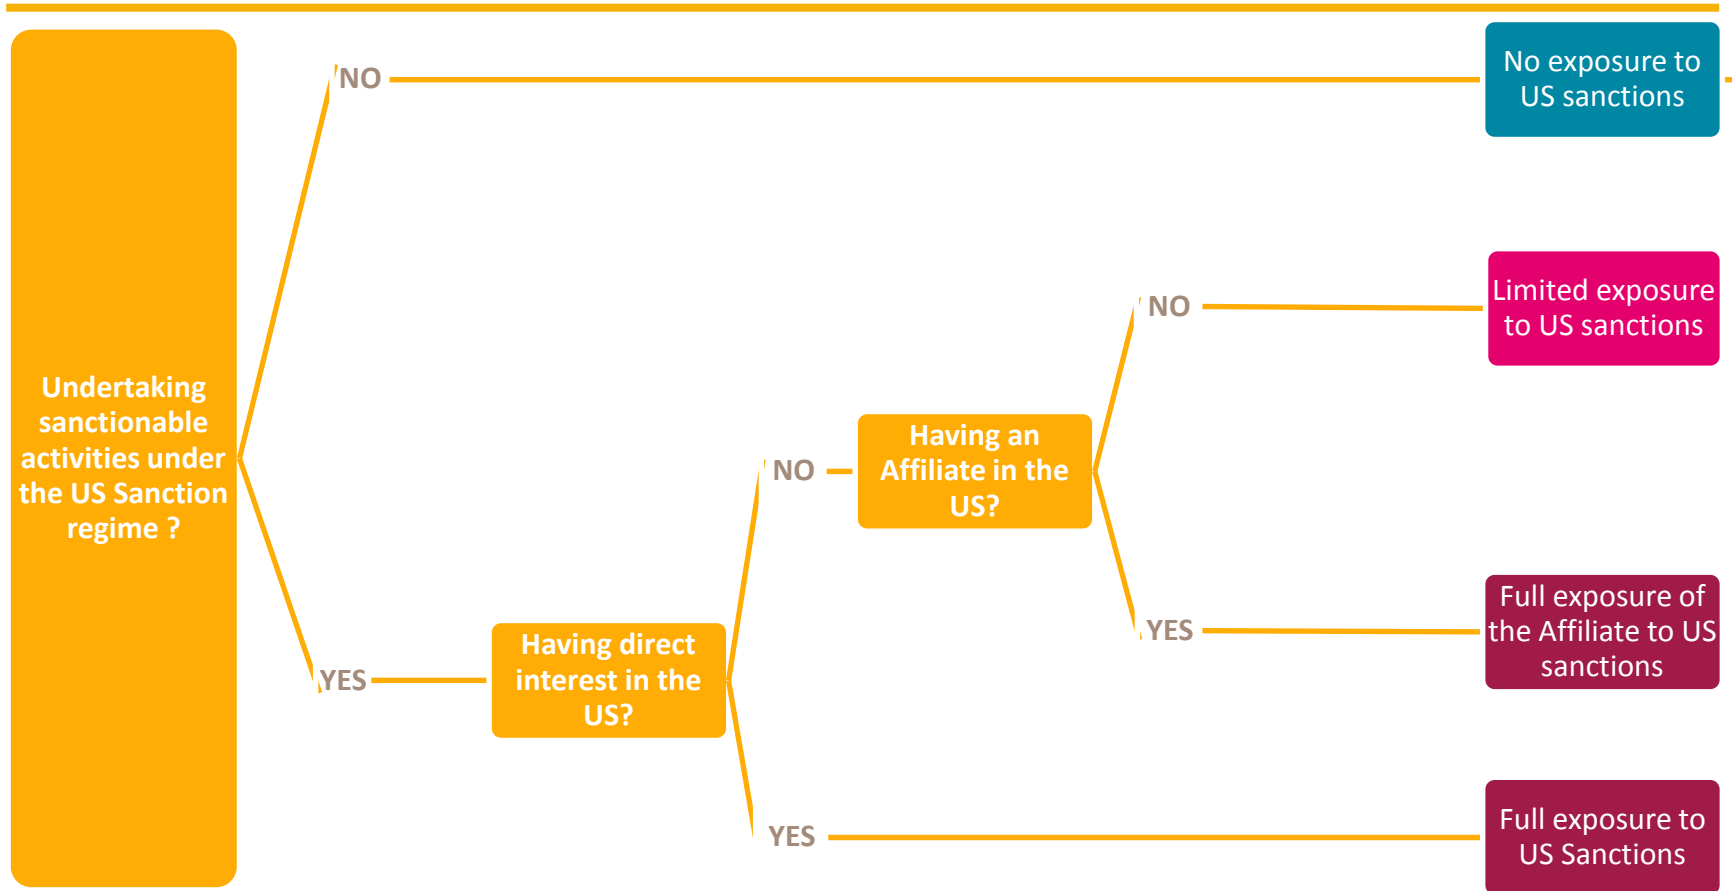 NO
No exposure to
US sanctions
Undertaking
sanctionable
activities under
the US Sanction
regime ?
NO
Limited exposure
to US sanctions
NO
Having an
Affiliate in the
US?
YES
Full exposure of
the Affiliate to US
sanctions
YES
Having direct
interest in the
US?
YES
Full exposure to
US Sanctions